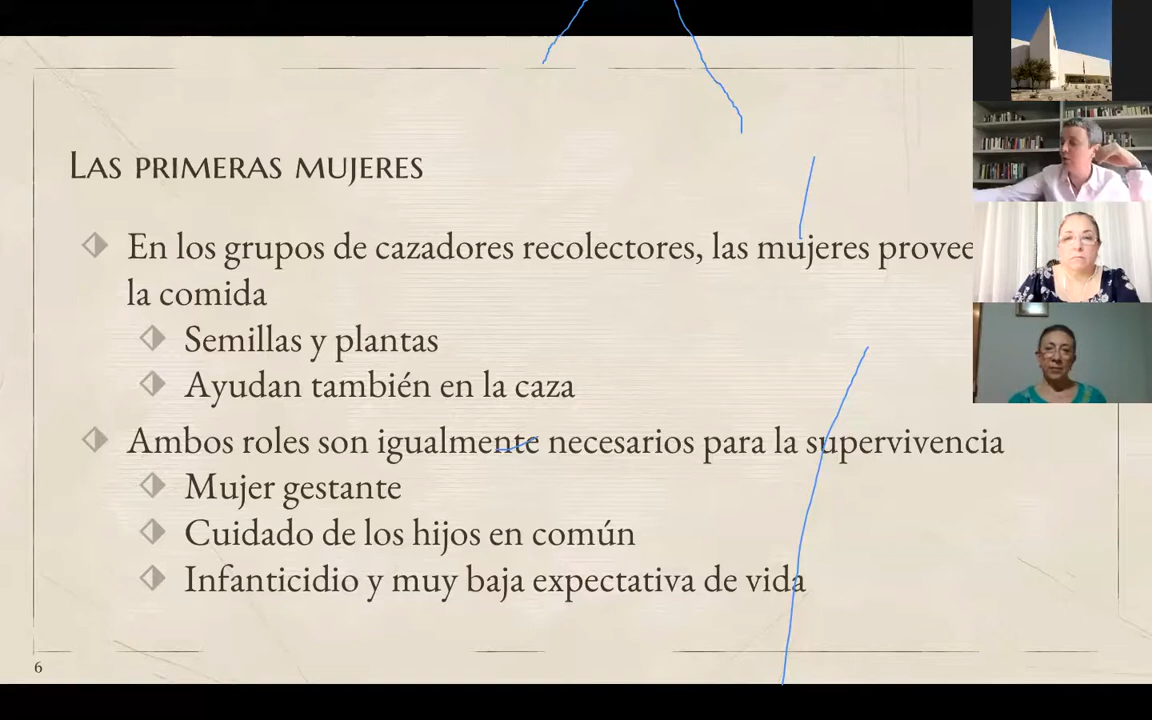 Las primeras mujeres
En los grupos de cazadores recolectores, las mujeres provee
la comida
Semillas y plantas
Ayudan también en la caza
Ambos roles son igualmente necesarios para la supervivencia
Mujer gestante
Cuidado de los hijos en común
Infanticidio y muy baja expectativa de vida
6